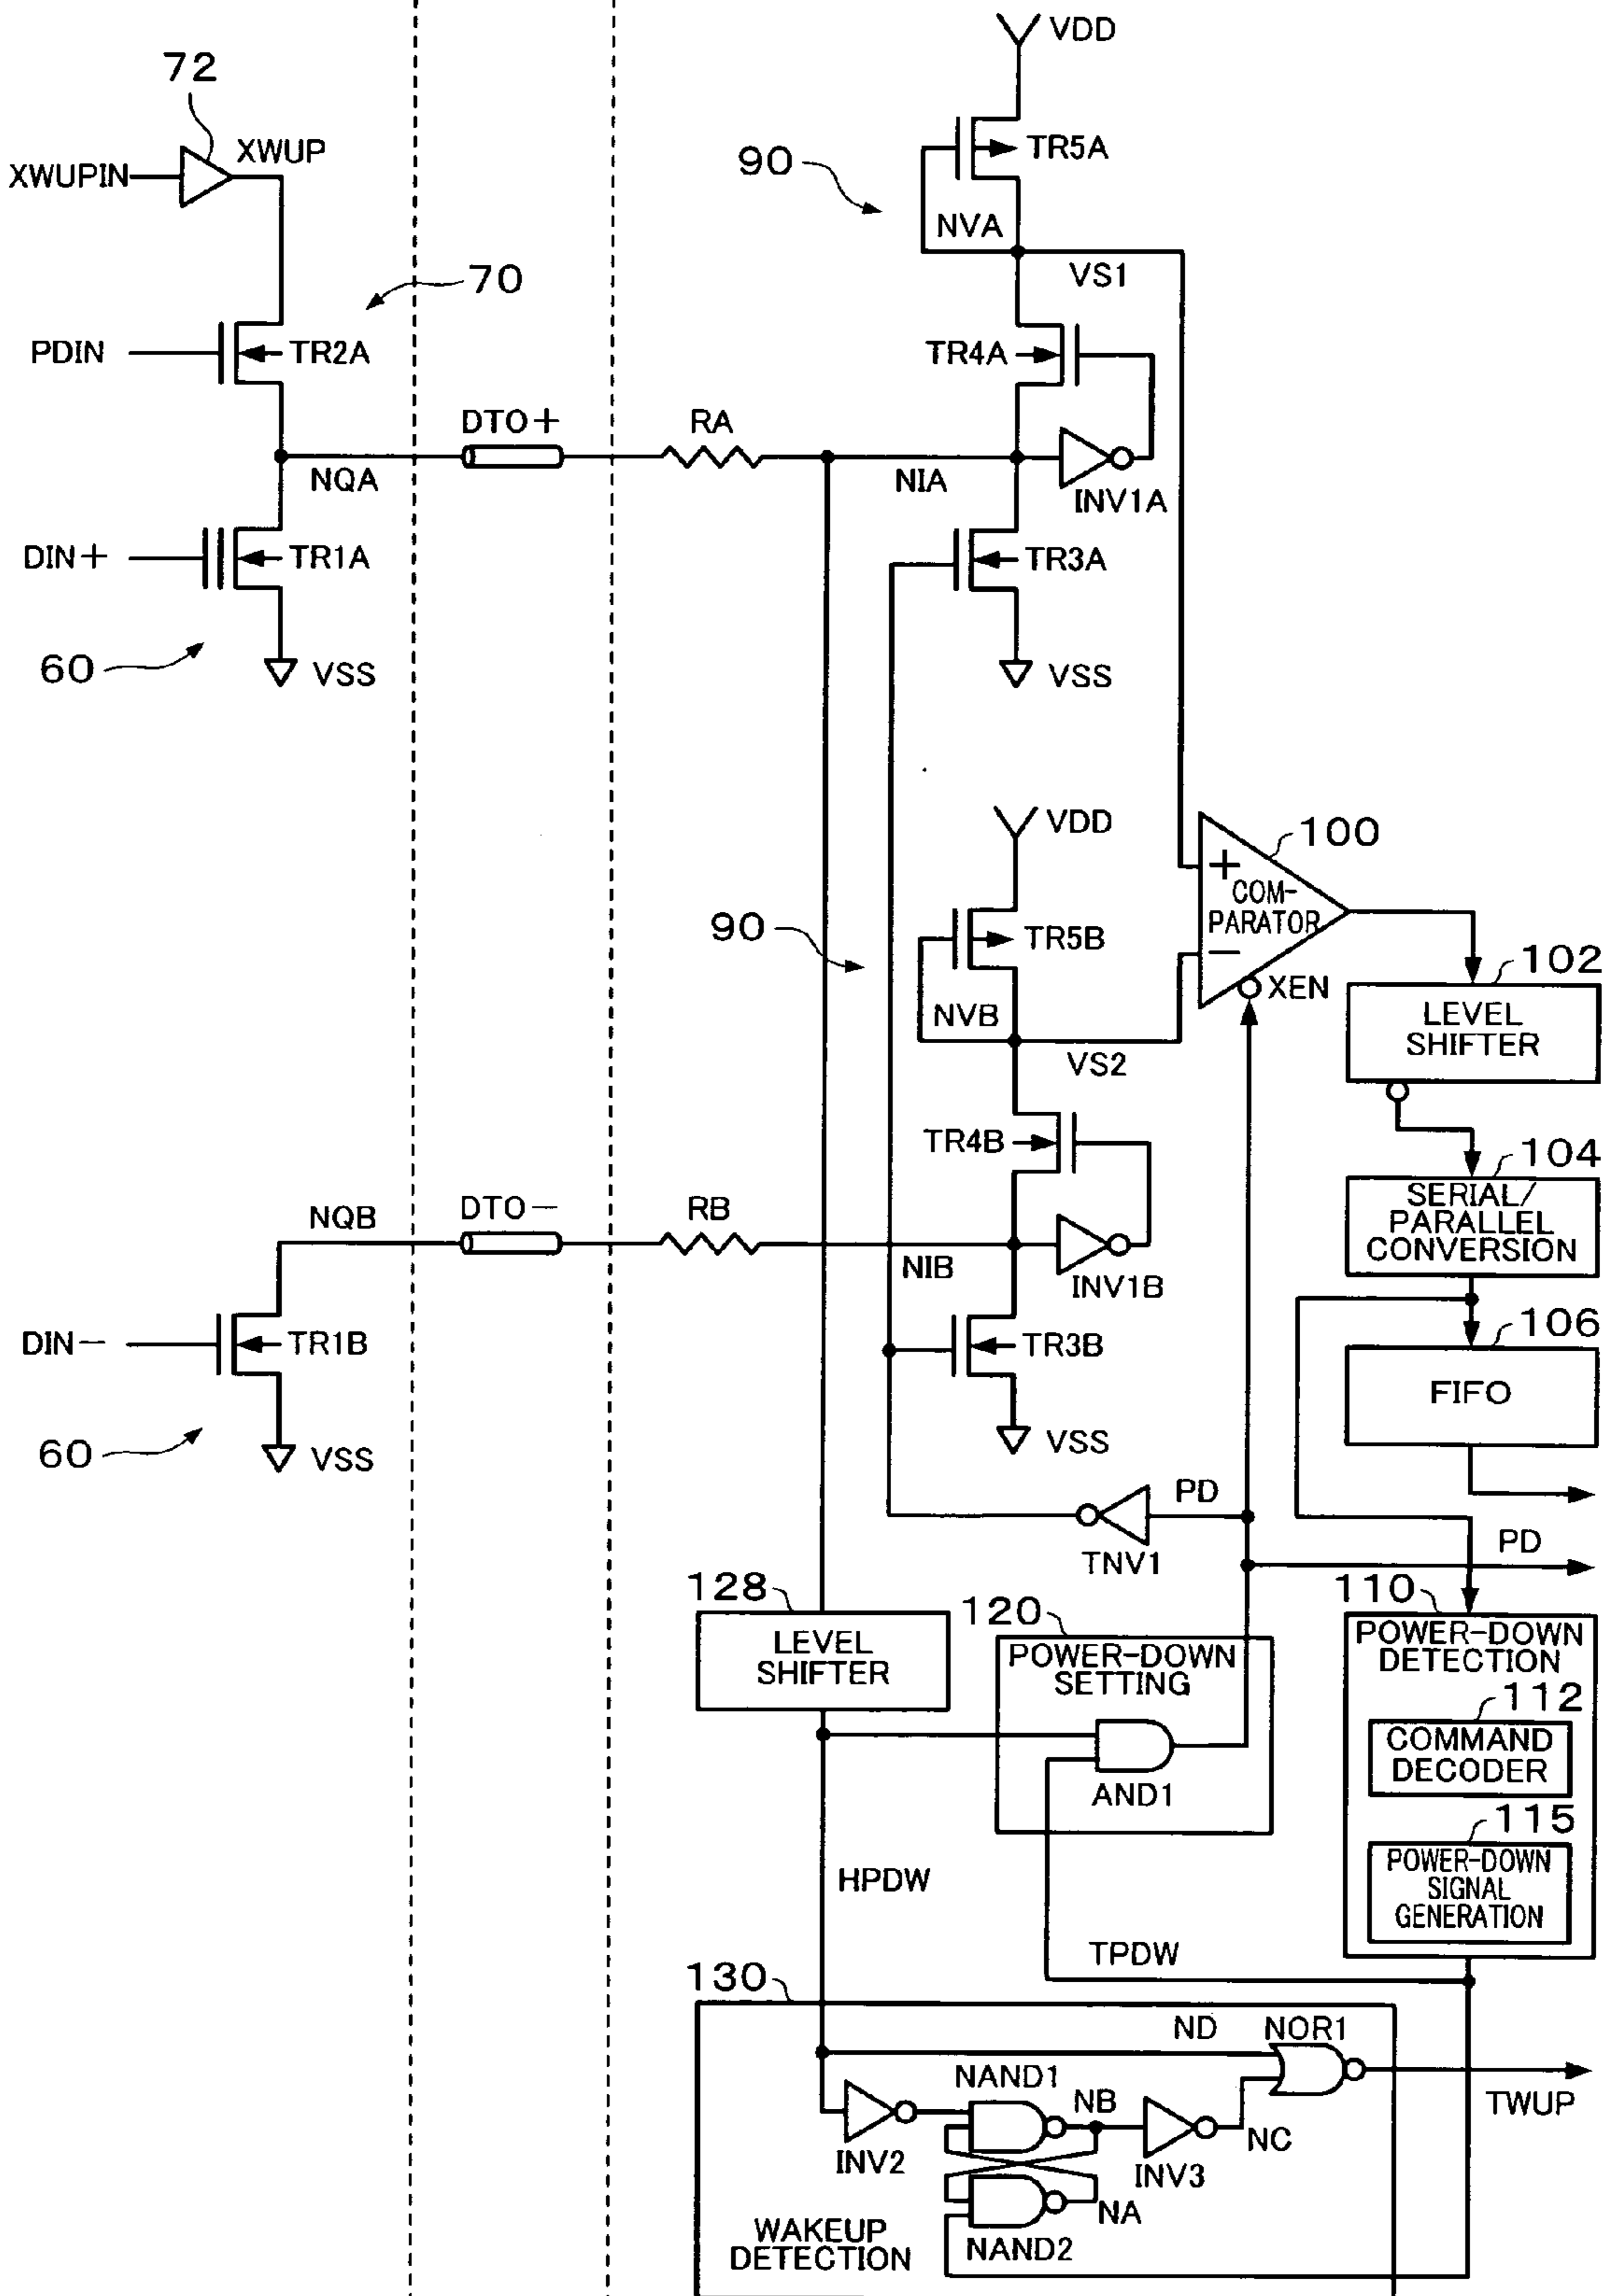 VDD
72
XWUP
XWUPIN
90
TR5A
NVA
VS1
70
PDIN
TR2A
TR4A
DTO+
RA
NQA
NIA
INV1A
DIN+
TR1A
TR3A
60
VSS
VSS
VDD
100
+
COM-
PARATOR
−
90
TR5B
102
XEN
NVB
LEVEL
SHIFTER
VS2
TR4B
104
SERIAL/
PARALLEL
CONVERSION
NQB
DTO−
RB
NIB
INV1B
106
DIN−
TR1B
TR3B
FIFO
60
VSS
VSS
PD
TNV1
PD
128
LEVEL
SHIFTER
120
POWER-DOWN
SETTING
AND1
110
POWER-DOWN
DETECTION
112
COMMAND
DECODER
115
POWER-DOWN
SIGNAL
GENERATION
HPDW
TPDW
130
ND
NOR1
NAND1
NB
TWUP
INV2
INV3
NC
NA
NAND2
WAKEUP
DETECTION